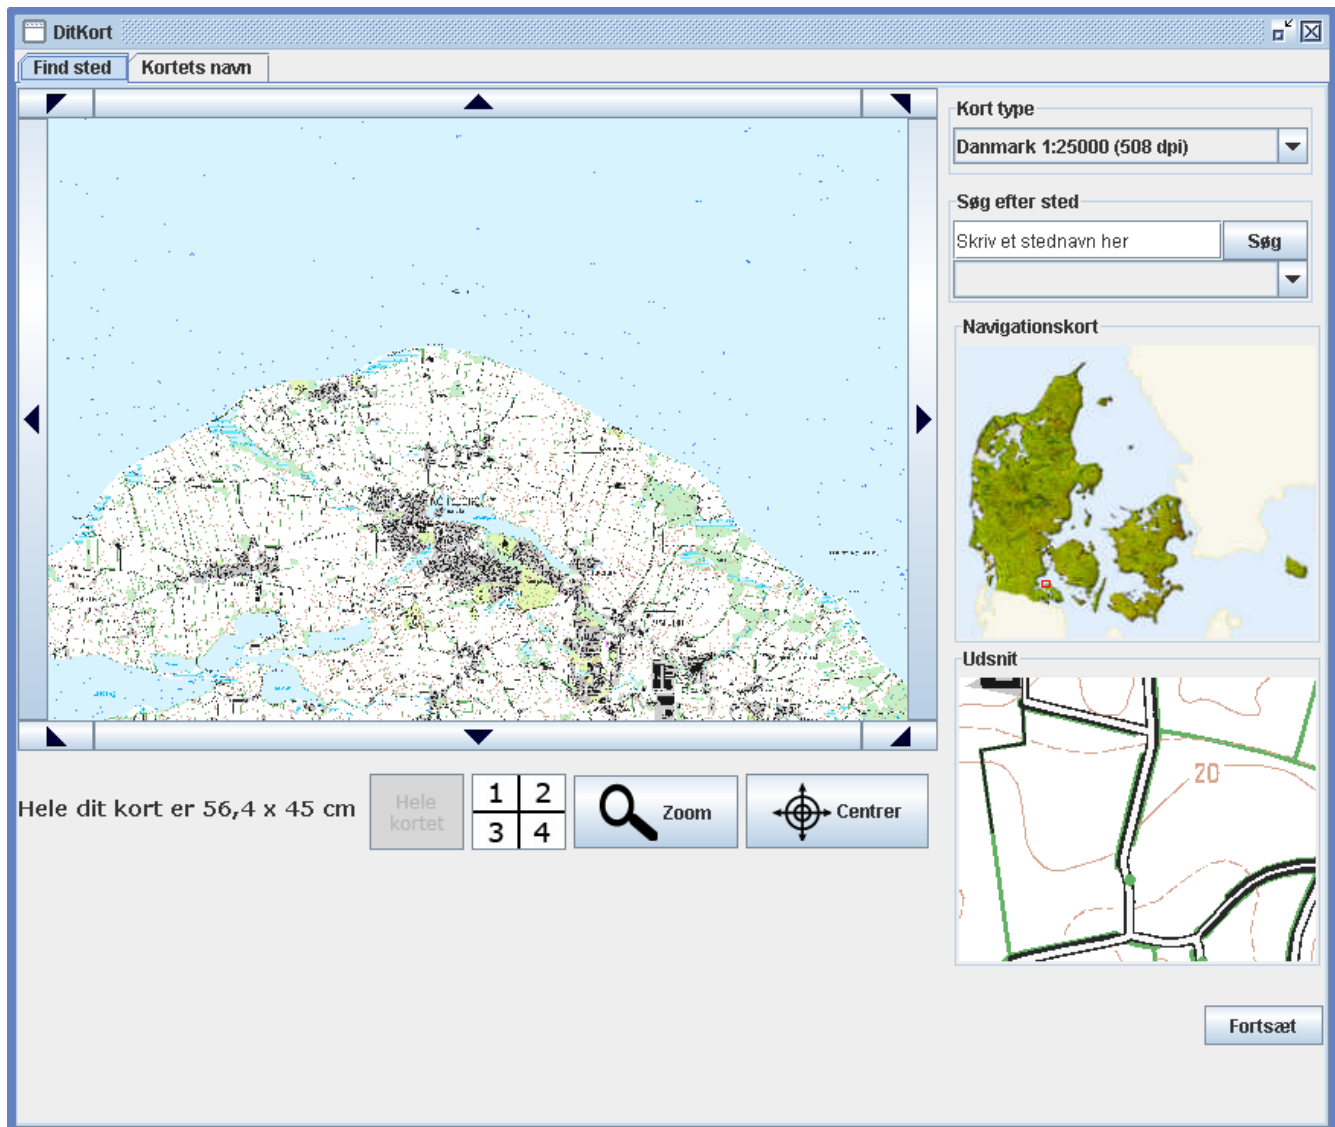 DitKort
Find sted
Kortets navn
Kort type
Danmark 1:25000 (508 dpi)
Søg efter sted
Skriv et stednavn her
Søg
Navigationskort
Udsnit
20
Hele dit kort er 56,4 x 45 cm
Hele
kortet
1 2
3 4
Zoom
Centrer
Fortsæt